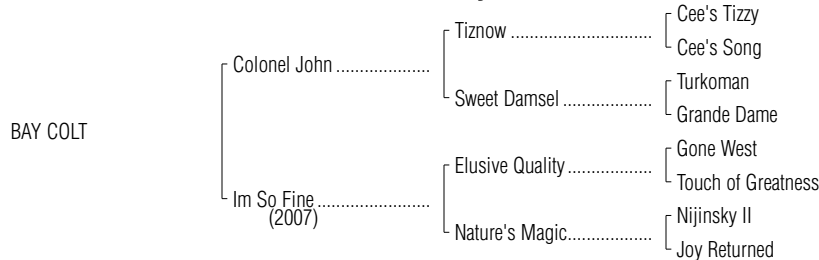 Cee's Tizzy
Tiznow ................................
Cee's Song
Colonel John .....................
Turkoman
Sweet Damsel ....................
Grande Dame
BAY COLT
Gone West
Elusive Quality ...................
Touch of Greatness
Im So Fine .........................
(2007)
Nijinsky II
Nature's Magic...................
Joy Returned